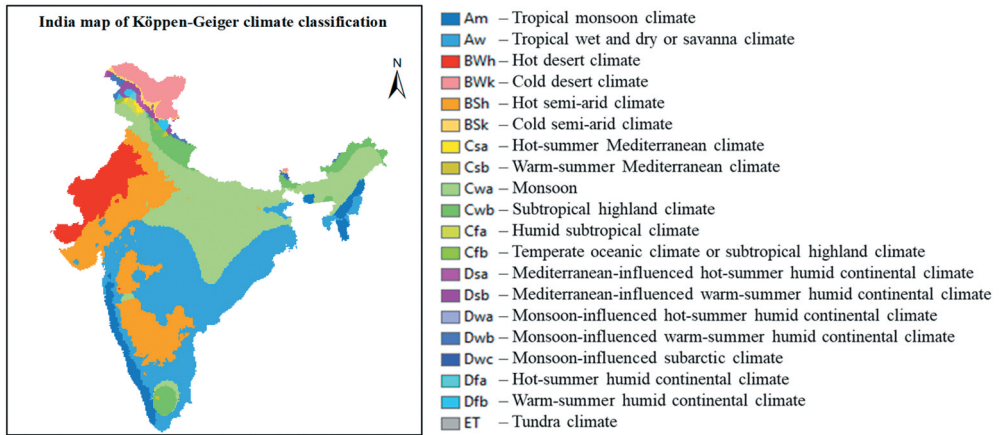 India map of Köppen-Geiger climate classification
N
Am – Tropical monsoon climate
Aw – Tropical wet and dry or savanna climate
BWh – Hot desert climate
BWk – Cold desert climate
BSh – Hot semi-arid climate
BSk – Cold semi-arid climate
Csa – Hot-summer Mediterranean climate
Csb – Warm-summer Mediterranean climate
Cwa – Monsoon
Cwb – Subtropical highland climate
Cfa – Humid subtropical climate
Cfb – Temperate oceanic climate or subtropical highland climate
Dsa – Mediterranean-influenced hot-summer humid continental climate
Dsb – Mediterranean-influenced warm-summer humid continental climate
Dwa – Monsoon-influenced hot-summer humid continental climate
Dwb – Monsoon-influenced warm-summer humid continental climate
Dwc – Monsoon-influenced subarctic climate
Dfa – Hot-summer humid continental climate
Dfb – Warm-summer humid continental climate
ET – Tundra climate